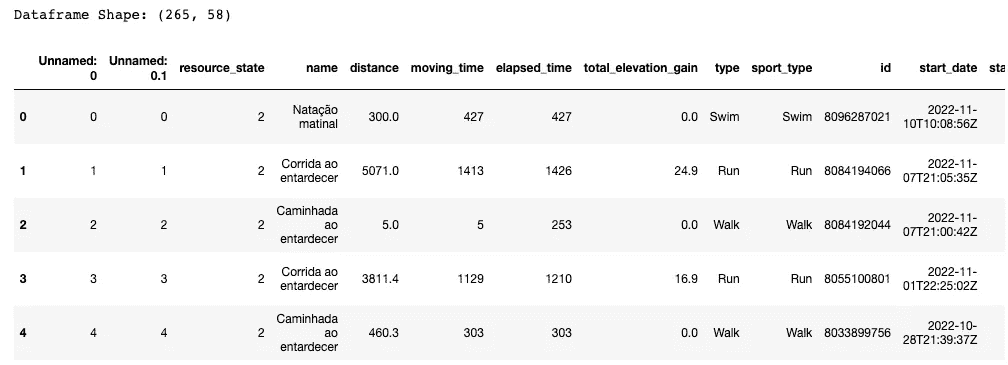 Dataframe Shape: (265, 58)
Unnamed: 0 Unnamed: 0.1 resource_state name distance moving_time elapsed_time total_elevation_gain type sport_type id start_date sta
0 0 0 2 Natação matinal 300.0 427 427 0.0 Swim Swim 8096287021 2022-11-10T10:08:56Z
1 1 1 2 Corrida ao entardecer 5071.0 1413 1426 24.9 Run Run 8084194066 2022-11-07T21:05:35Z
2 2 2 2 Caminhada ao entardecer 5.0 5 253 0.0 Walk Walk 8084192044 2022-11-07T21:00:42Z
3 3 3 2 Corrida ao entardecer 3811.4 1129 1210 16.9 Run Run 8055100801 2022-11-01T22:25:02Z
4 4 4 2 Caminhada ao entardecer 460.3 303 303 0.0 Walk Walk 8033899756 2022-10-28T21:39:37Z